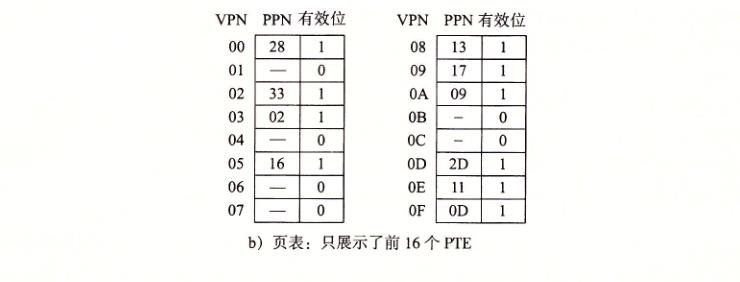 VPN PPN 有效位 VPN PPN 有效位
00 28 1 08 13 1
01 — 0 09 17 1
02 33 1 0A 09 1
03 02 1 0B – 0
04 — 0 0C – 0
05 16 1 0D 2D 1
06 — 0 0E 11 1
07 — 0 0F 0D 1
b）页表：只展示了前 16 个 PTE